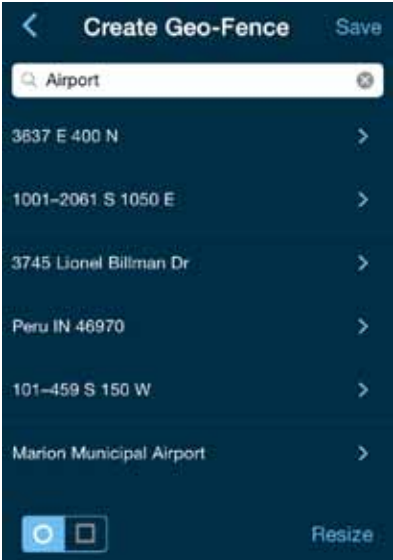 Create Geo-Fence
Save
Airport
3637 E 400 N
1001–2061 S 1050 E
3745 Lionel Billman Dr
Peru IN 46970
101–459 S 150 W
Marion Municipal Airport
Resize